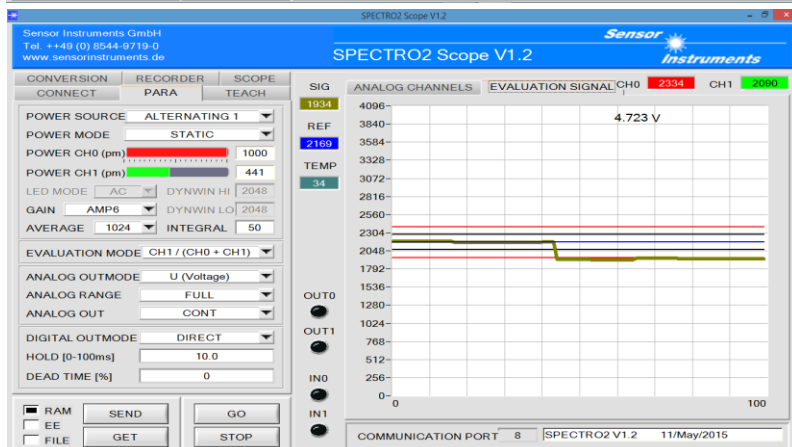 SPECTRO2 Scope V1.2
Sensor Instruments GmbH
Tel. ++49 (0) 8544-9719-0
www.sensorinstruments.de
SPECTRO2 Scope V1.2
Sensor Instruments
CONVERSION RECORDER SCOPE
CONNECT PARA TEACH
POWER SOURCE ALTERNATING 1
POWER MODE STATIC
POWER CH0 (pm) 1000
POWER CH1 (pm) 441
LED MODE AC DYNWIN HI 2048
GAIN AMP6 DYNWIN LO 2048
AVERAGE 1024 INTEGRAL 50
EVALUATION MODE CH1 / (CH0 + CH1)
ANALOG OUTMODE U (Voltage)
ANALOG RANGE FULL
ANALOG OUT CONT
DIGITAL OUTMODE DIRECT
HOLD [0-100ms] 10.0
DEAD TIME [%] 0
RAM
EE
FILE
SEND GO
GET STOP
SIG
1934
REF
2169
TEMP
34
OUT0
OUT1
IN0
IN1
ANALOG CHANNELS EVALUATION SIGNAL CH0 2334 CH1 2090
4.723 V
4096
3840
3584
3328
3072
2816
2560
2304
2048
1792
1536
1280
1024
768
512
256
0
0 100
COMMUNICATION PORT 8 SPECTRO2 V1.2 11/May/2015